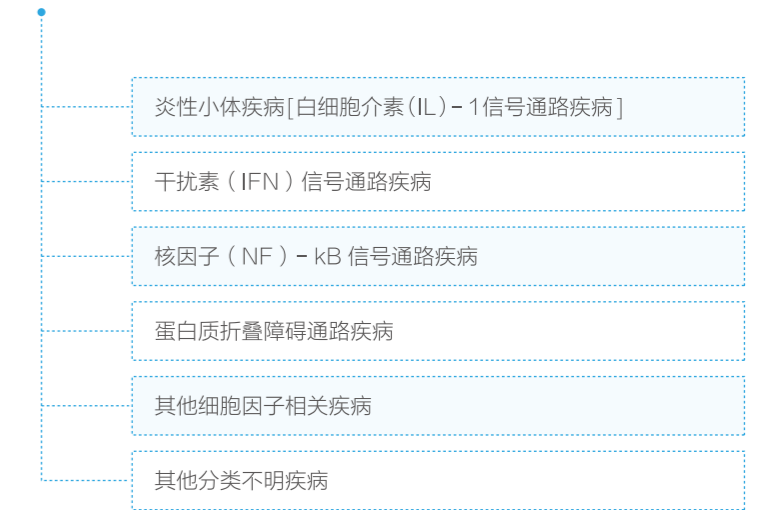 炎性小体疾病[白细胞介素(IL)-1信号通路疾病]
干扰素(IFN)信号通路疾病
核因子(NF)-kB 信号通路疾病
蛋白质折叠障碍通路疾病
其他细胞因子相关疾病
其他分类不明疾病